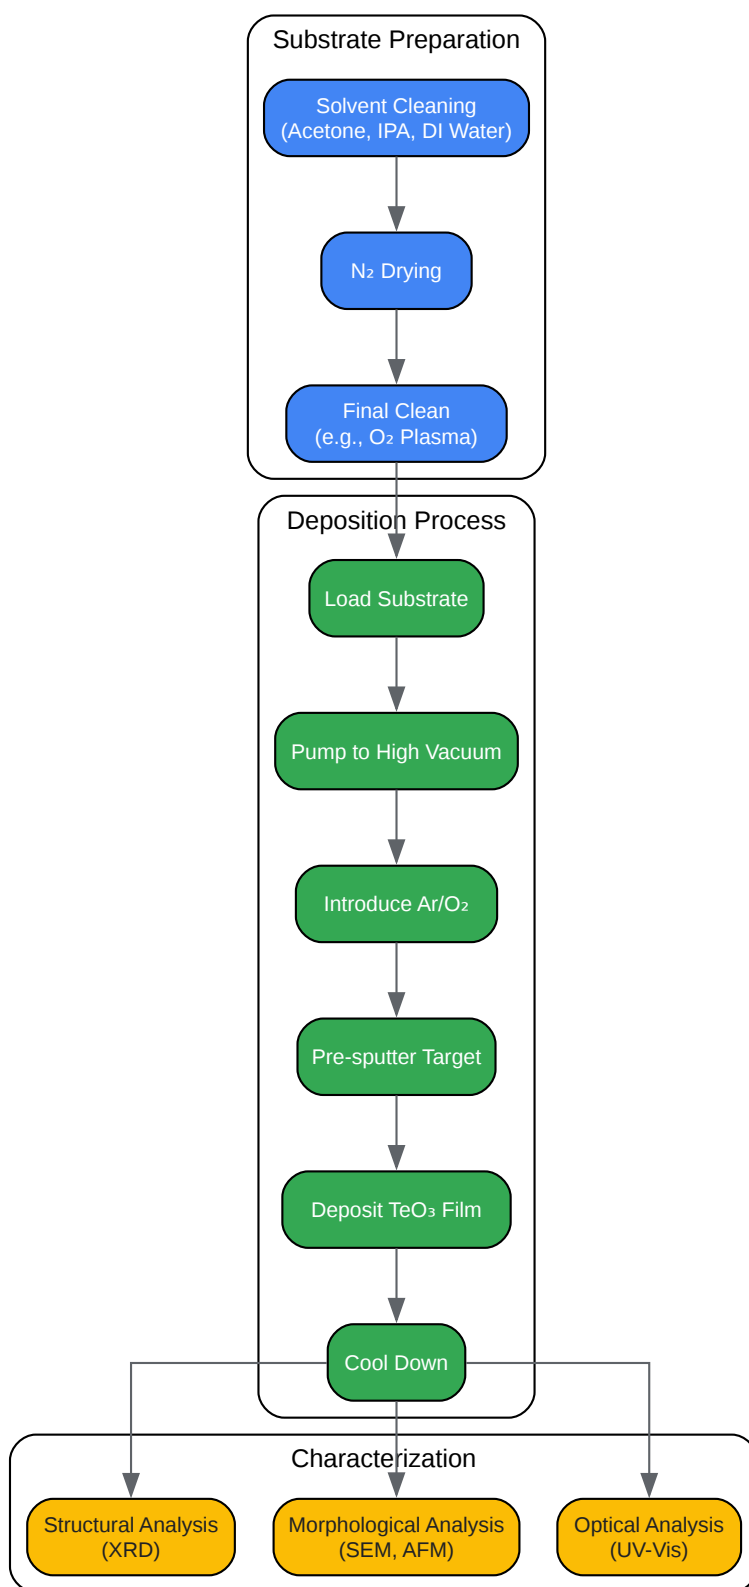 Substrate Preparation
Solvent Cleaning
(Acetone, IPA, DI Water)
N₂ Drying
Final Clean
(e.g., O₂ Plasma)
Deposition Process
Load Substrate
Pump to High Vacuum
Introduce Ar/O₂
Pre-sputter Target
Deposit TeO₃ Film
Cool Down
Characterization
Structural Analysis
(XRD)
Morphological Analysis
(SEM, AFM)
Optical Analysis
(UV-Vis)